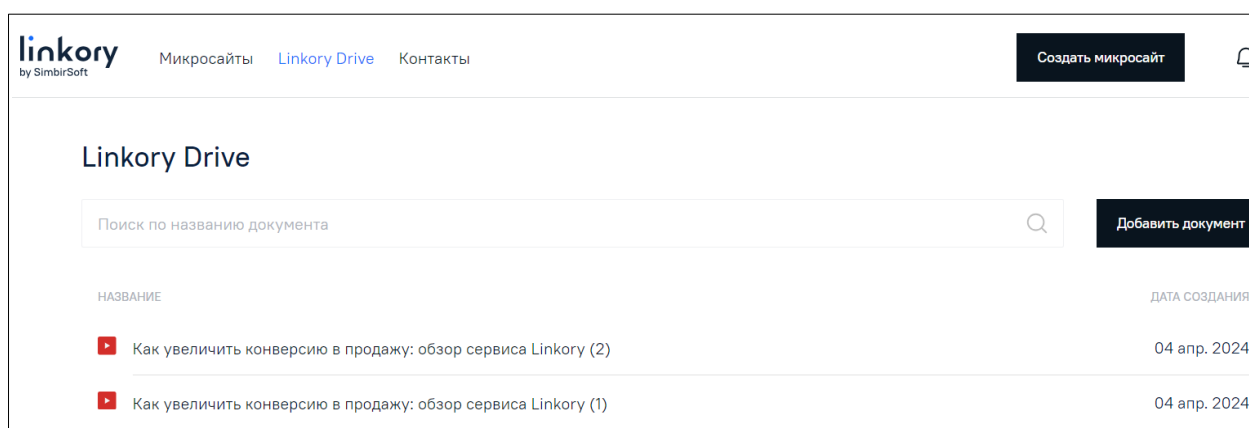 linkory
by SimbirSoft
Микросайты Linkory Drive Контакты
Создать микросайт
Linkory Drive
Поиск по названию документа
Добавить документ
НАЗВАНИЕ ДАТА СОЗДАНИЯ
Как увеличить конверсию в продажу: обзор сервиса Linkory (2) 04 апр. 2024
Как увеличить конверсию в продажу: обзор сервиса Linkory (1) 04 апр. 2024